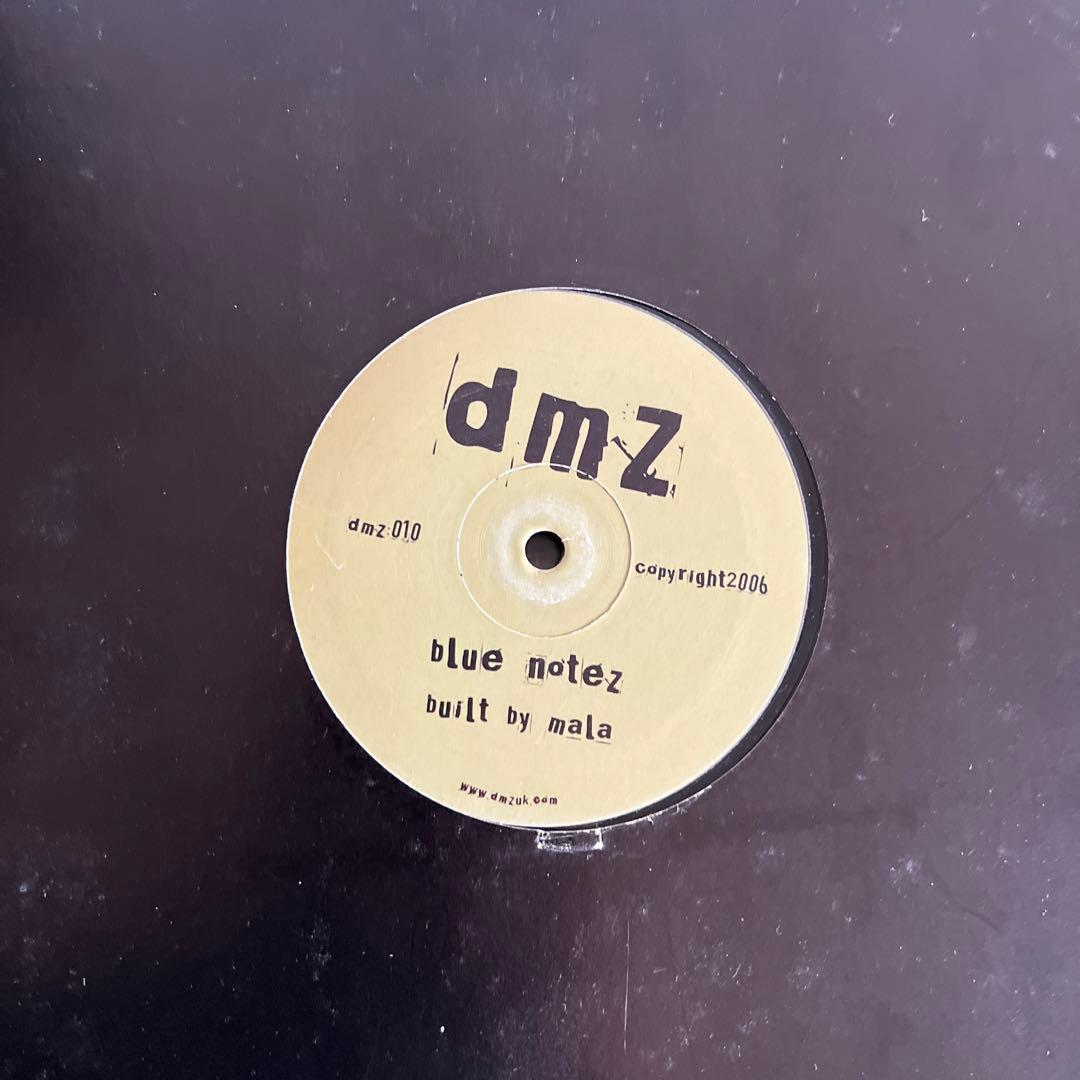 dmz
dmz:010
copyright2006
blue notez
built by mala
www.dmzuk.com